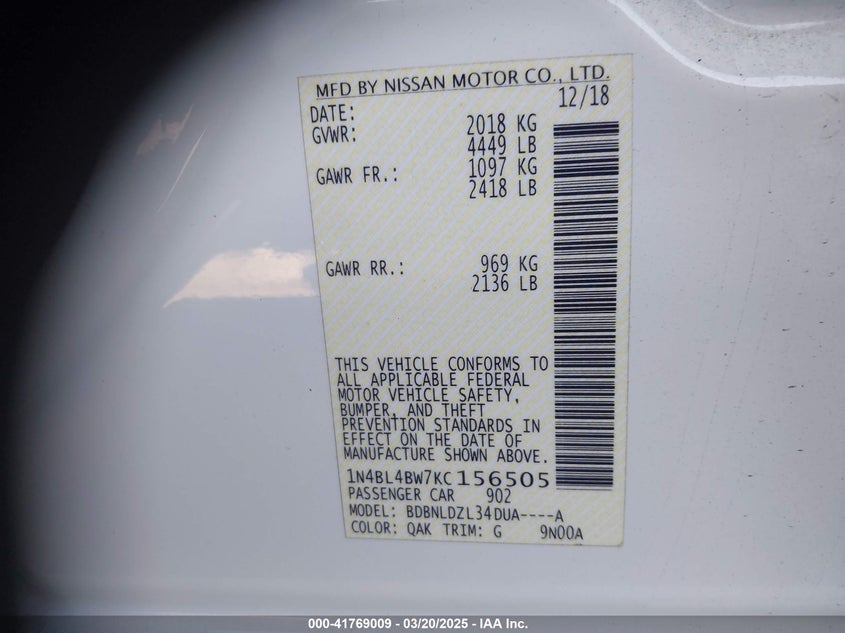 MFD BY NISSAN MOTOR CO., LTD.
DATE: 12/18
GVWR: 2018 KG
4449 LB
GAWR FR.: 1097 KG
2418 LB
GAWR RR.: 969 KG
2136 LB
THIS VEHICLE CONFORMS TO
ALL APPLICABLE FEDERAL
MOTOR VEHICLE SAFETY,
BUMPER, AND THEFT
PREVENTION STANDARDS IN
EFFECT ON THE DATE OF
MANUFACTURE SHOWN ABOVE.
1N4BL4BW7KC156505
PASSENGER CAR 902
MODEL: BDBNLDZL34DUA----A
COLOR: QAK TRIM: G 9N00A
000-41769009 - 03/20/2025 - IAA Inc.